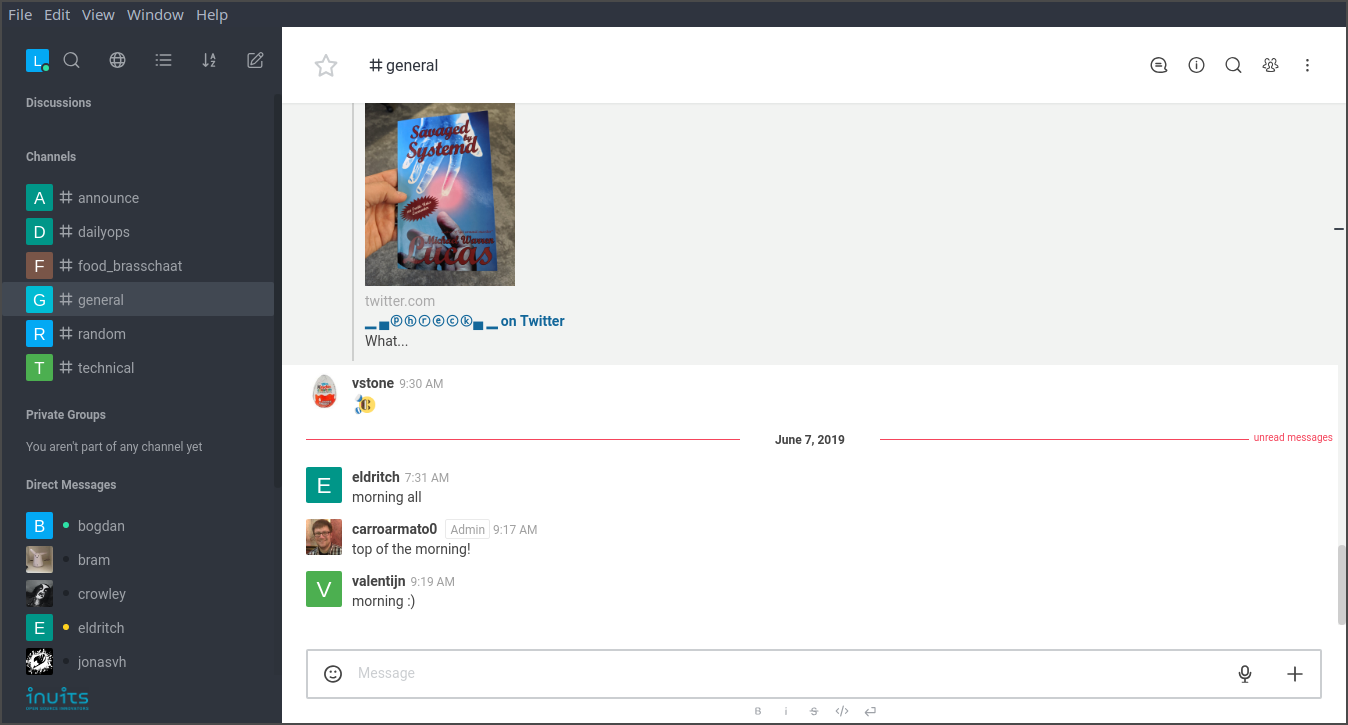 File Edit View Window Help
L
Discussions
Channels
A # announce
D # dailyops
F # food_brasschaat
G # general
R # random
T # technical
Private Groups
You aren't part of any channel yet
Direct Messages
B bogdan
bram
crowley
E eldritch
jonasvh
inuits
# general
Savaged by
Systemd
Michael Warren
Lucas
twitter.com
▁ ▄ⓟⓗⓡⓔⓒⓚ▄ ▁ on Twitter
What...
vstone 9:30 AM
June 7, 2019 unread messages
E eldritch 7:31 AM
morning all
carroarmato0 Admin 9:17 AM
top of the morning!
V valentijn 9:19 AM
morning :)
Message
B i S </>